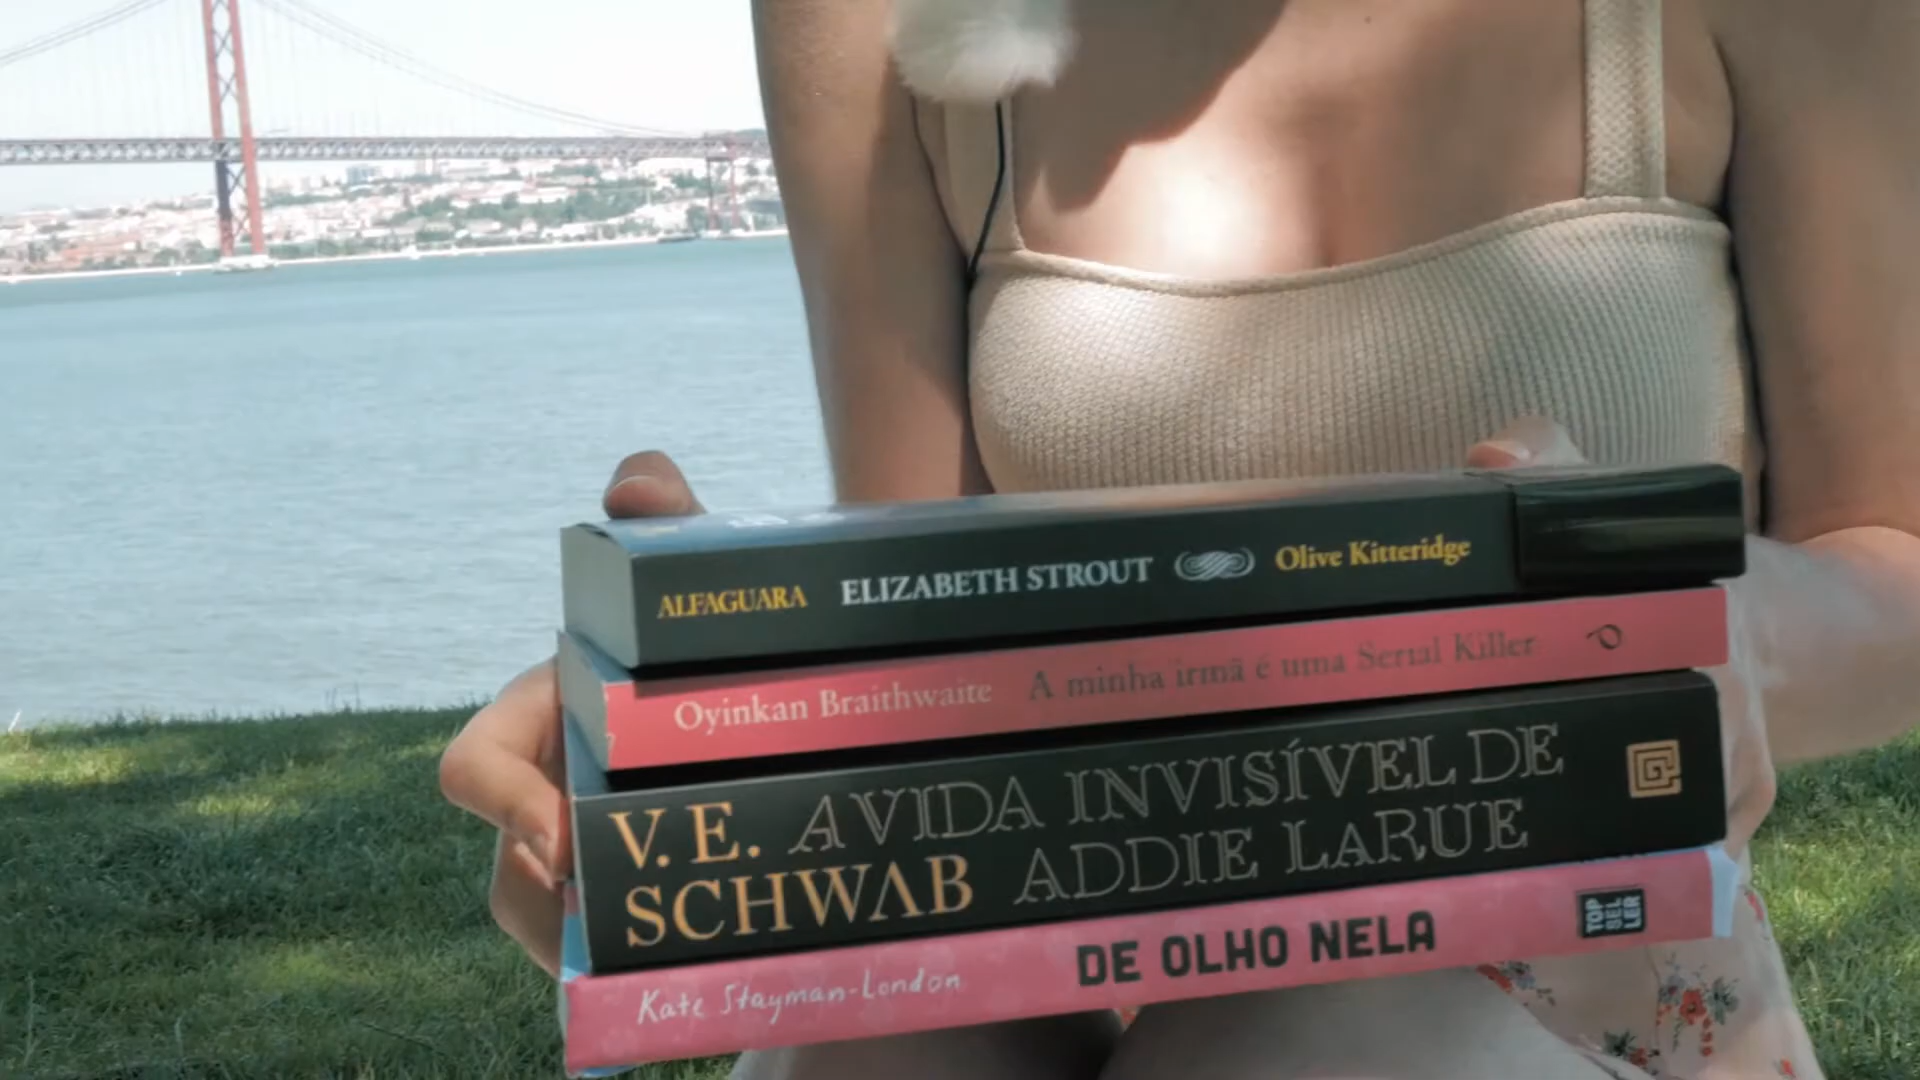 ALFAGUARA ELIZABETH STROUT Olive Kitteridge
Oyinkan Braithwaite A minha irmã é uma Serial Killer
V. E. SCHWAB
A VIDA INVISÍVEL DE
ADDIE LARUE
Kate Stayman-London DE OLHO NELA
TOP
SEL
LER